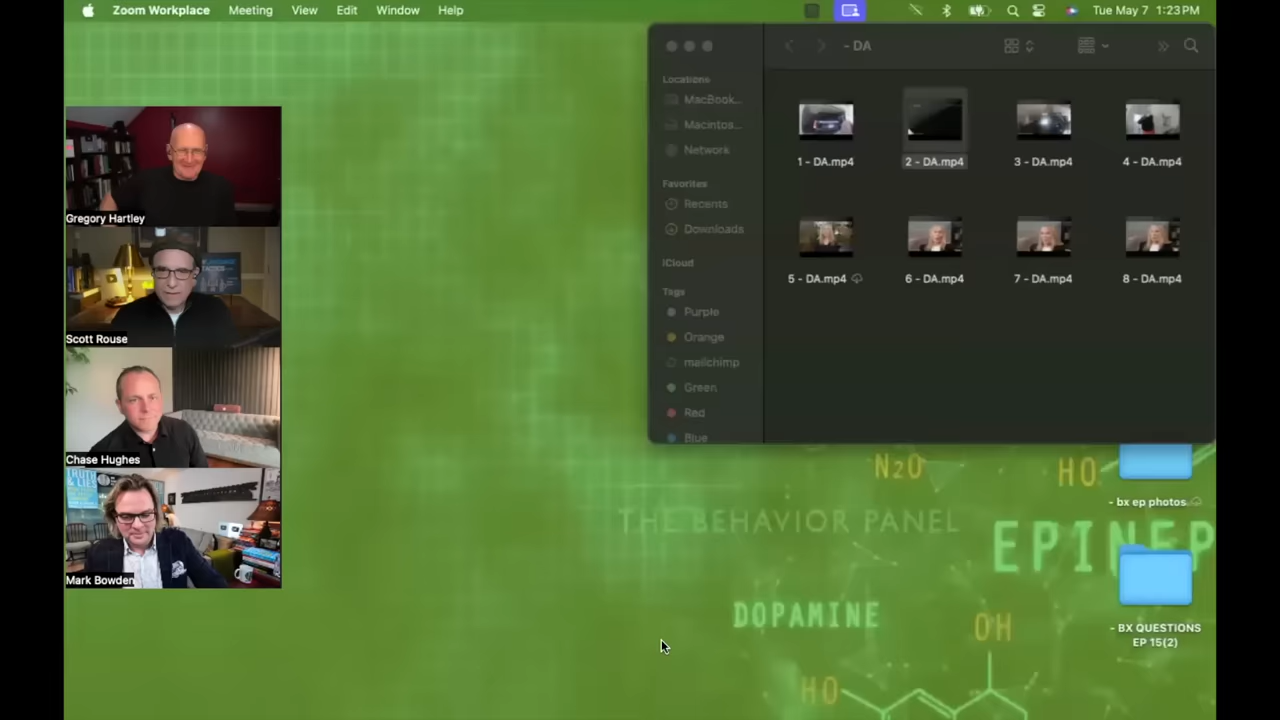 Zoom Workplace Meeting View Edit Window Help Tue May 7 1:23 PM
- DA
Locations
MacBook...
Macintos...
Network
Favorites
Recents
Downloads
iCloud
Tags
Purple
Orange
mailchimp
Green
Red
Blue
1 - DA.mp4 2 - DA.mp4 3 - DA.mp4 4 - DA.mp4
5 - DA.mp4 6 - DA.mp4 7 - DA.mp4 8 - DA.mp4
Gregory Hartley
Scott Rouse
Chase Hughes
TRUTH
& LIES
Mark Bowden
N2O
HO
- bx ep photos
THE BEHAVIOR PANEL
EPINEP
DOPAMINE
OH
- BX QUESTIONS
EP 15(2)
HO